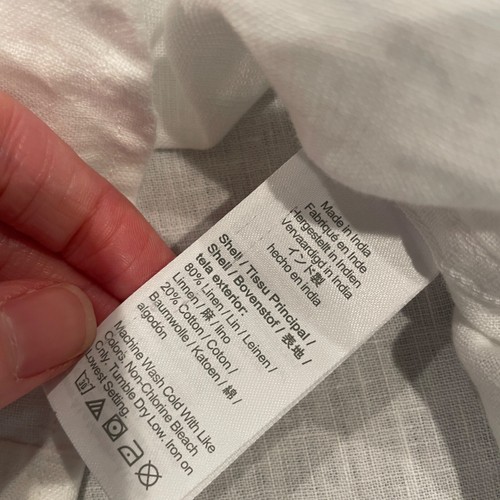 Made in India
Fabriqué en Inde
Hergestellt in Indien
Vervaardigd in India
インド製
hecho en india
Shell / Tissu Principal /
Shell / Bovenstof / 表地 /
tela exterior:
80% Linen / Lin / Leinen /
Linnen / 麻 / lino
20% Cotton / Coton /
Baumwolle / Katoen / 綿 /
algodón
Machine Wash Cold With Like
Colors. Non-Chlorine Bleach
Only. Tumble Dry Low. Iron on
Lowest Setting.